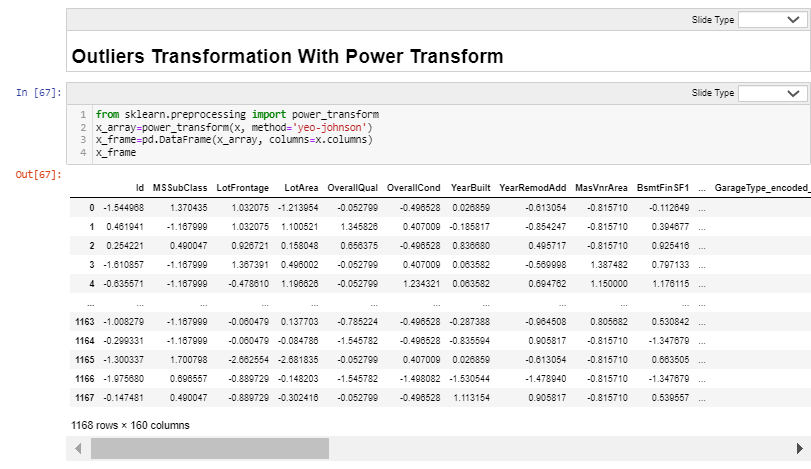 Slide Type
Outliers Transformation With Power Transform
In [67]:
Slide Type
1 from sklearn.preprocessing import power_transform
2 x_array=power_transform(x, method='yeo-johnson')
3 x_frame=pd.DataFrame(x_array, columns=x.columns)
4 x_frame
Out[67]:
Id MSSubClass LotFrontage LotArea OverallQual OverallCond YearBuilt YearRemodAdd MasVnrArea BsmtFinSF1 ... GarageType_encoded_
0 -1.544968 1.370435 1.032075 -1.213954 -0.052799 -0.496528 0.026859 -0.613054 -0.815710 -0.112649 ...
1 0.461941 -1.167999 1.032075 1.100521 1.345826 0.407009 -0.185817 -0.854247 -0.815710 0.394677 ...
2 0.254221 0.490047 0.926721 0.158048 0.656375 -0.496528 0.836680 0.495717 -0.815710 0.925416 ...
3 -1.610857 -1.167999 1.367391 0.496002 -0.052799 0.407009 0.063582 -0.569998 1.387482 0.797133 ...
4 -0.635571 -1.167999 -0.478610 1.196626 -0.052799 1.234321 0.063582 0.694762 1.150000 1.176115 ...
... ... ... ... ... ... ... ... ... ... ... ...
1163 -1.008279 -1.167999 -0.060479 0.137703 -0.785224 -0.496528 -0.287388 -0.964508 0.805682 0.530842 ...
1164 -0.299331 -1.167999 -0.060479 -0.084786 -1.545782 -0.496528 -0.835594 0.905817 -0.815710 -1.347679 ...
1165 -1.300337 1.700798 -2.662554 -2.681835 -0.052799 0.407009 0.026859 -0.613054 -0.815710 0.663505 ...
1166 -1.975680 0.696557 -0.889729 -0.148203 -1.545782 -1.498082 -1.530544 -1.478940 -0.815710 -1.347679 ...
1167 -0.147481 0.490047 -0.889729 -0.302416 -0.052799 -0.496528 1.113154 0.905817 -0.815710 0.539557 ...
1168 rows × 160 columns